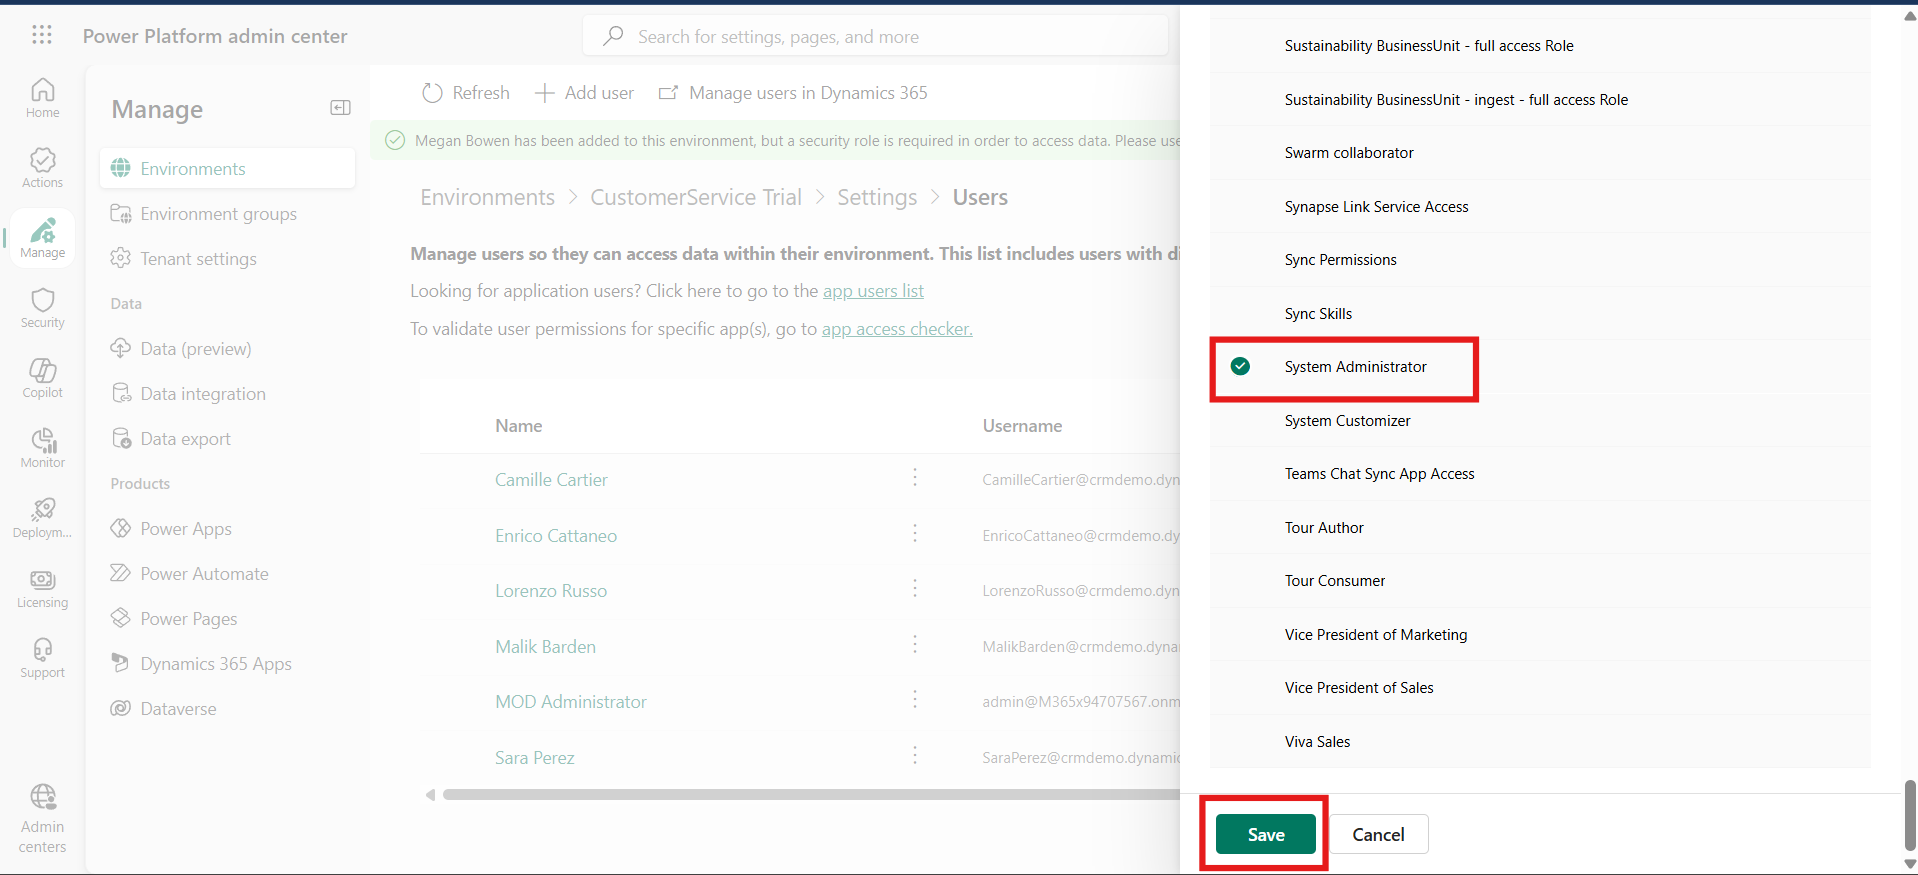 Power Platform admin center
Search for settings, pages, and more
Home
Actions
Manage
Security
Copilot
Monitor
Deploym...
Licensing
Support
Admin
centers
Manage
Environments
Environment groups
Tenant settings
Data
Data (preview)
Data integration
Data export
Products
Power Apps
Power Automate
Power Pages
Dynamics 365 Apps
Dataverse
Refresh
Add user
Manage users in Dynamics 365
Megan Bowen has been added to this environment, but a security role is required in order to access data. Please use
Environments > CustomerService Trial > Settings > Users
Manage users so they can access data within their environment. This list includes users with di
Looking for application users? Click here to go to the app users list
To validate user permissions for specific app(s), go to app access checker.
Name Username
Camille Cartier CamilleCartier@crmdemo.dyn
Enrico Cattaneo EnricoCattaneo@crmdemo.dy
Lorenzo Russo LorenzoRusso@crmdemo.dyn
Malik Barden MalikBarden@crmdemo.dyna
MOD Administrator admin@M365x94707567.onm
Sara Perez SaraPerez@crmdemo.dynamic
Sustainability BusinessUnit - full access Role
Sustainability BusinessUnit - ingest - full access Role
Swarm collaborator
Synapse Link Service Access
Sync Permissions
Sync Skills
System Administrator
System Customizer
Teams Chat Sync App Access
Tour Author
Tour Consumer
Vice President of Marketing
Vice President of Sales
Viva Sales
Save
Cancel